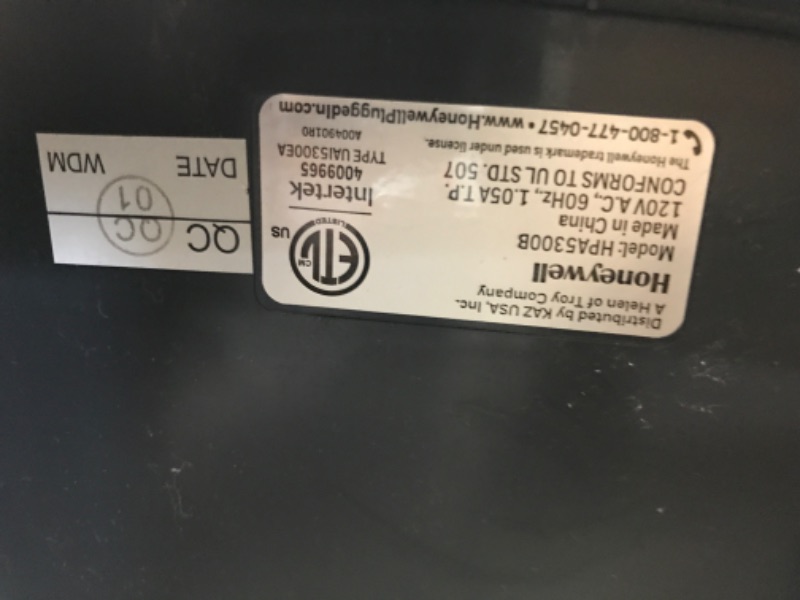 Distributed by KAZ USA, Inc.
A Helen of Troy Company
Honeywell
Model: HPA5300B
Made in China
120V A.C., 60Hz, 1.05A T.P.
CONFORMS TO UL STD. 507
The Honeywell trademark is used under license.
1-800-477-0457 • www.HoneywellPluggedIn.com
ETL
CM
LISTED
US
Intertek
4009965
TYPE UAI5300EA
A004901R0
QC
DATE
WDM
QC
01